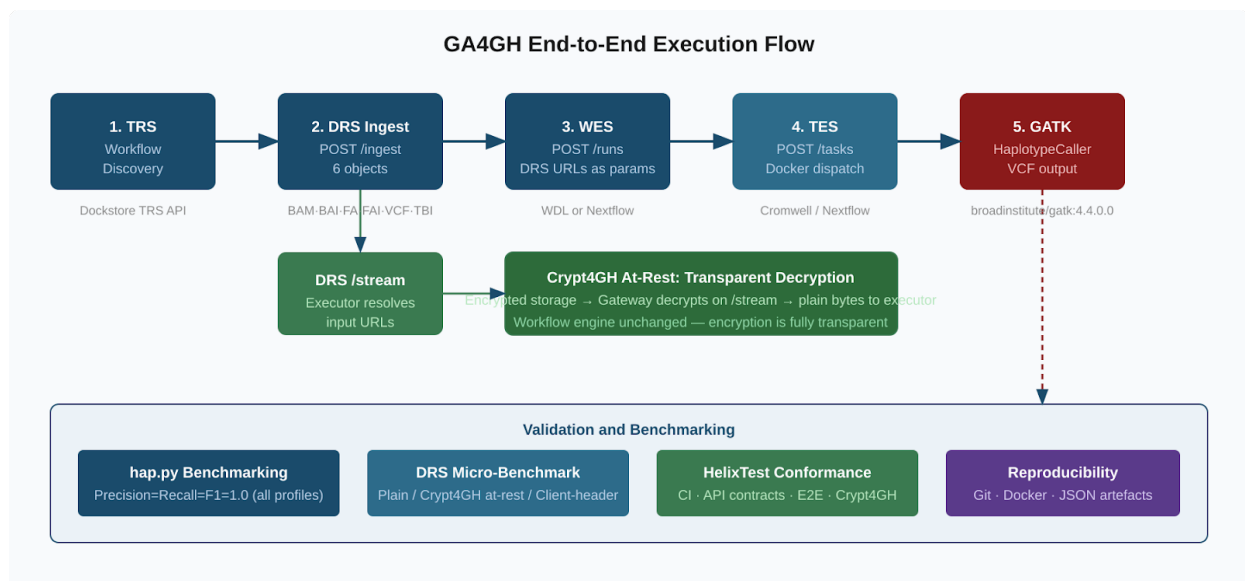 GA4GH End-to-End Execution Flow
1. TRS
Workflow
Discovery
Dockstore TRS API
2. DRS Ingest
POST /ingest
6 objects
BAM·BAI·FA·FAI·VCF·TBI
3. WES
POST /runs
DRS URLs as params
WDL or Nextflow
4. TES
POST /tasks
Docker dispatch
Cromwell / Nextflow
5. GATK
HaplotypeCaller
VCF output
broadinstitute/gatk:4.4.0.0
DRS /stream
Executor resolves
input URLs
Crypt4GH At-Rest: Transparent Decryption
Encrypted storage → Gateway decrypts on /stream → plain bytes to executor
Workflow engine unchanged — encryption is fully transparent
Validation and Benchmarking
hap.py Benchmarking
Precision=Recall=F1=1.0 (all profiles)
DRS Micro-Benchmark
Plain / Crypt4GH at-rest / Client-header
HelixTest Conformance
CI · API contracts · E2E · Crypt4GH
Reproducibility
Git · Docker · JSON artefacts